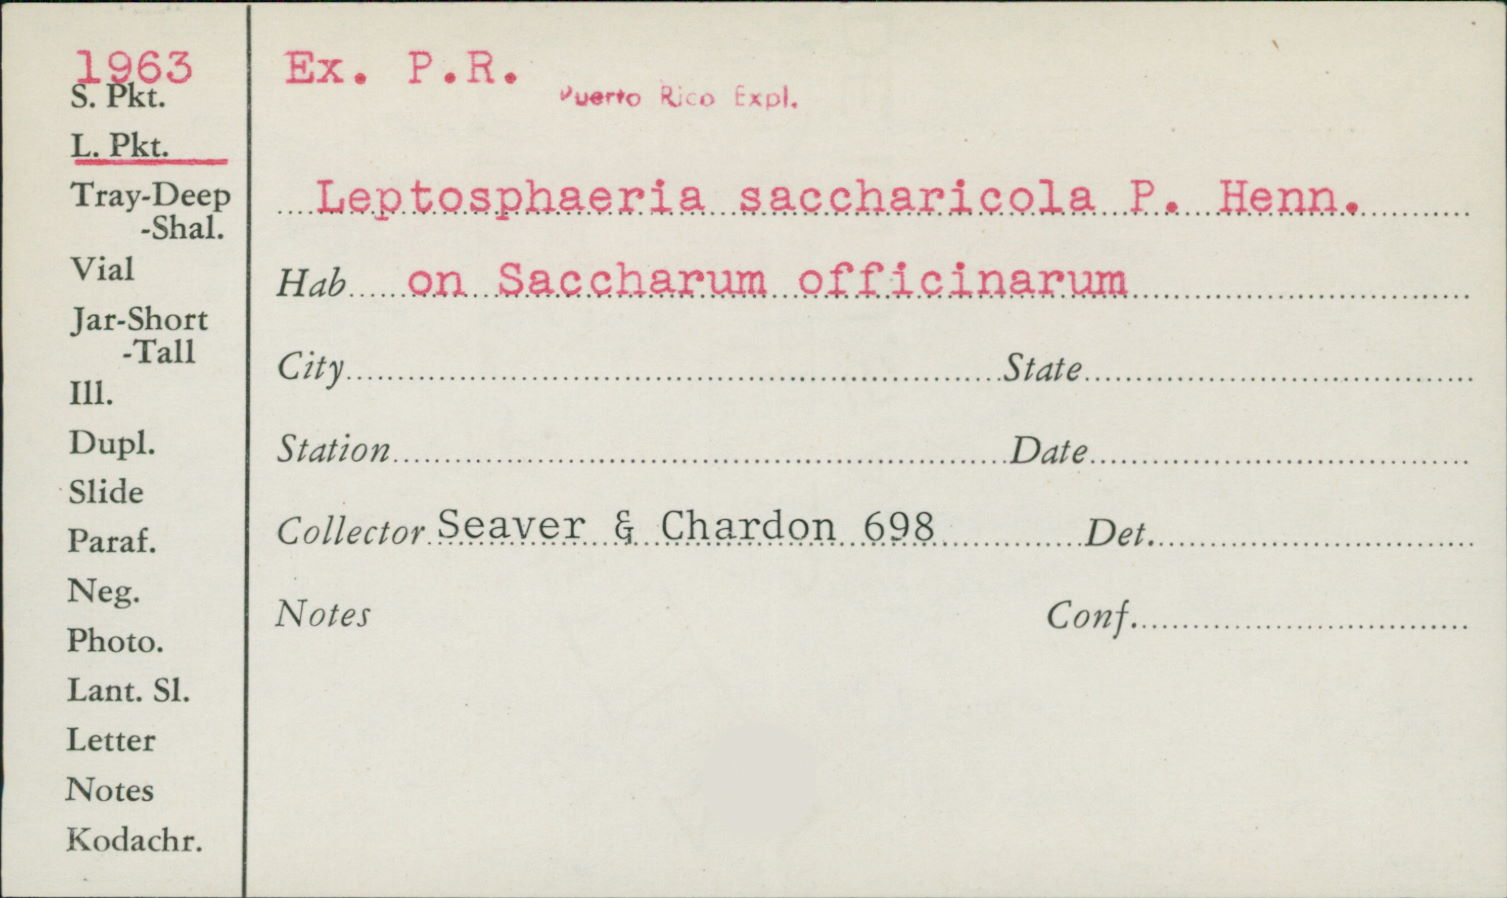 1963
S. Pkt.
L. Pkt.
Tray-Deep
-Shal.
Vial
Jar-Short
-Tall
Ill.
Dupl.
Slide
Paraf.
Neg.
Photo.
Lant. Sl.
Letter
Notes
Kodachr.
Ex. P.R.
Puerto Rico Expl.
Leptosphaeria saccharicola P. Henn.
Hab on Saccharum officinarum
City State
Station Date
Collector Seaver & Chardon 698 Det.
Notes Conf.